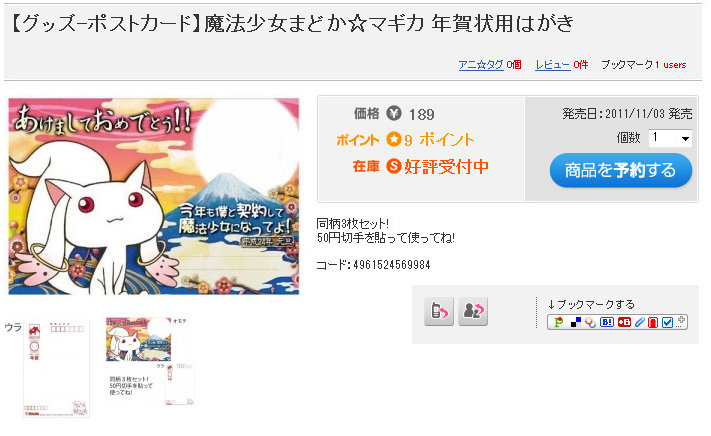 【グッズ-ポストカード】魔法少女まどか☆マギカ 年賀状用はがき
アニ☆タグ 0個 レビュー 0件 ブックマーク1 users
価格 ¥ 189
ポイント 9 ポイント
在庫 S 好評受付中
発売日:2011/11/03 発売
個数 1
商品を予約する
あけましておめでとう!!
今年も僕と契約して
魔法少女になってよ!
平成24年 元旦
同柄3枚セット!
50円切手を貼って使ってね!
コード:4961524569984
↓ブックマークする
ウラ
年賀
オモテ
ウラ
同柄3枚セット!
50円切手を貼って
使ってね!